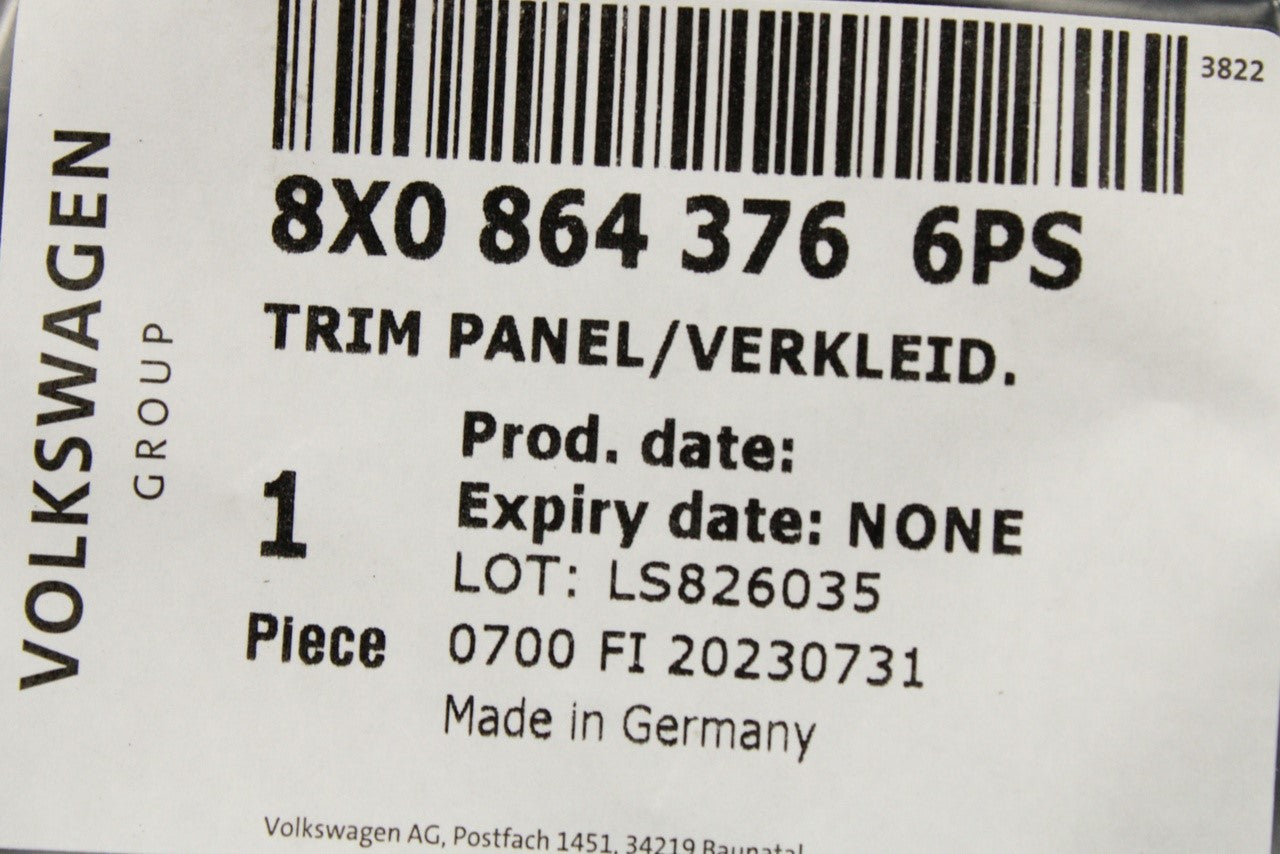 VOLKSWAGEN
GROUP
3822
8X0 864 376 6PS
TRIM PANEL/VERKLEID.
Prod. date:
Expiry date: NONE
1
Piece
LOT: LS826035
0700 FI 20230731
Made in Germany
Volkswagen AG, Postfach 1451, 34219 Baunatal